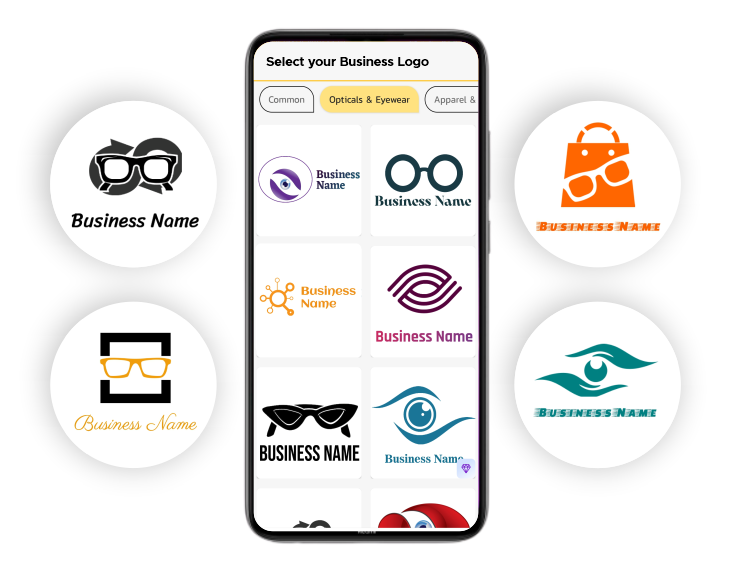 Select your Business Logo
Common
Opticals & Eyewear
Apparel &
Business
Name
Business Name
Business
Name
Business Name
BUSINESS NAME
Business Name
Business Name
Business Name
BUSINESS NAME
BUSINESS NAME